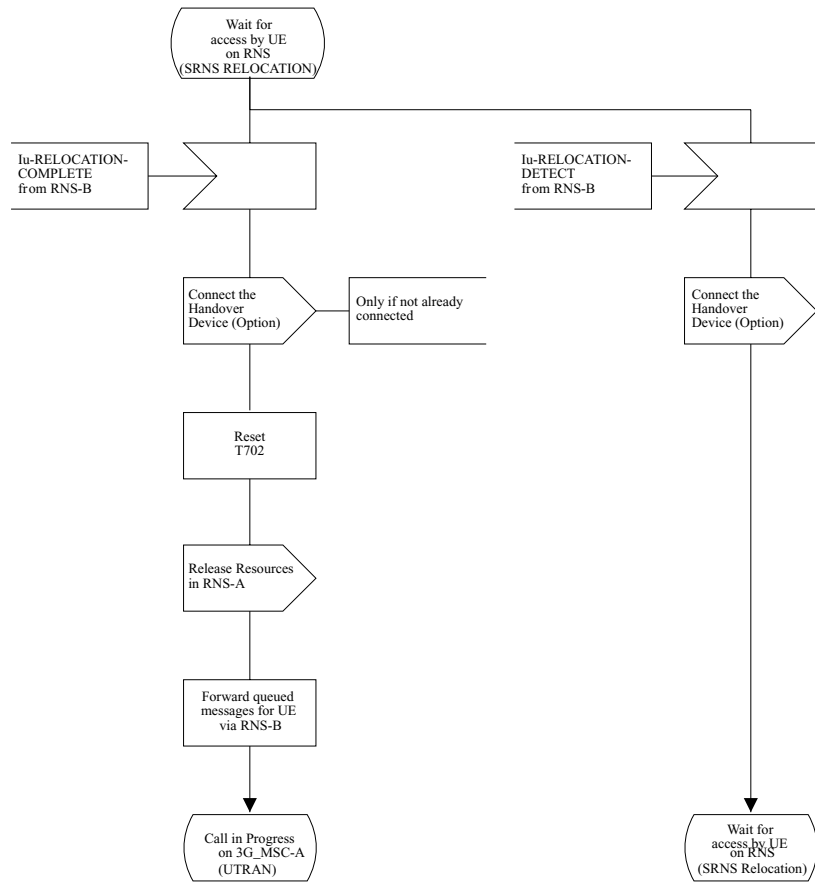 Wait for
access by UE
on RNS
(SRNS RELOCATION)
Iu-RELOCATION-
COMPLETE
from RNS-B
Iu-RELOCATION-
DETECT
from RNS-B
Connect the
Handover
Device (Option)
Only if not already
connected
Connect the
Handover
Device (Option)
Reset
T702
Release Resources
in RNS-A
Forward queued
messages for UE
via RNS-B
Call in Progress
on 3G_MSC-A
(UTRAN)
Wait for
access by UE
on RNS
(SRNS Relocation)